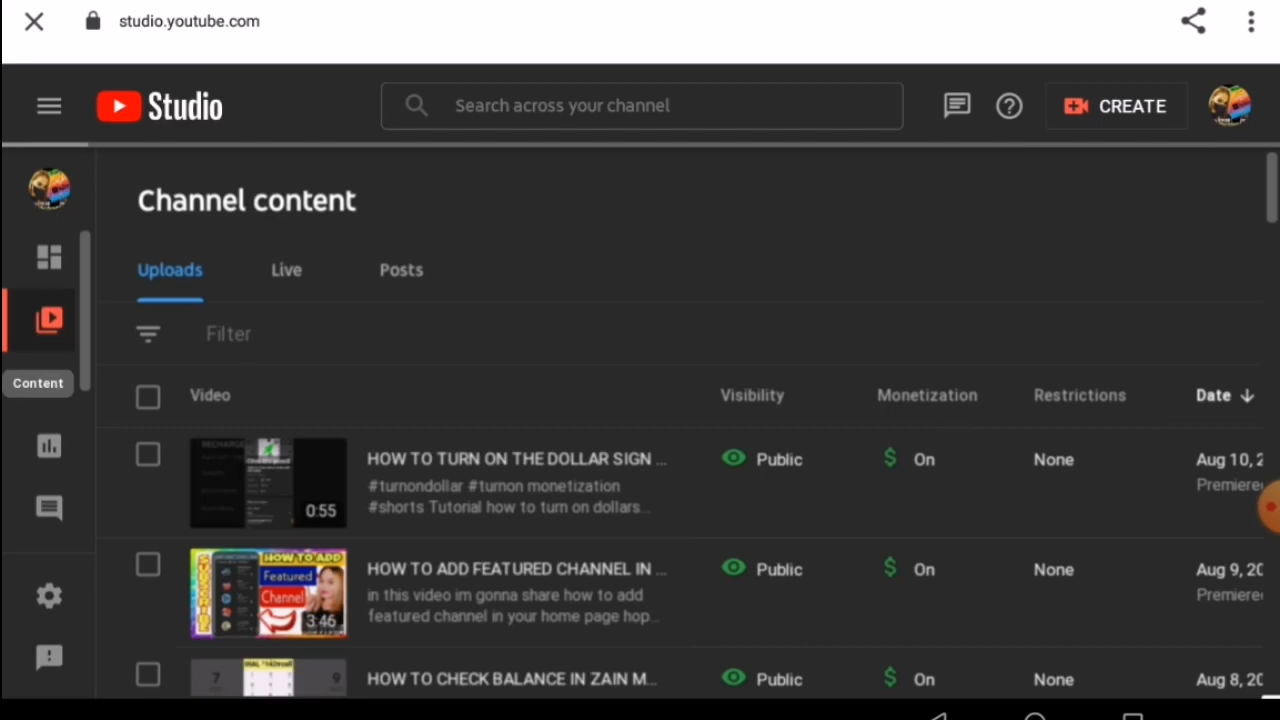 studio.youtube.com
Studio
Search across your channel
CREATE
Channel content
Uploads Live Posts
Filter
Content
Video Visibility Monetization Restrictions Date
RECHARGE
0:55
HOW TO TURN ON THE DOLLAR SIGN ...
#turnondollar #turnon monetization
#shorts Tutorial how to turn on dollars...
Public
On
None
Aug 10, 2
Premiere
SUBSCRIBE
HOW TO ADD
Featured
Channel
3:46
HOW TO ADD FEATURED CHANNEL IN ...
in this video im gonna share how to add
featured channel in your home page hop...
Public
On
None
Aug 9, 20
Premiere
7
9
HOW TO CHECK BALANCE IN ZAIN M...
Public
On
None
Aug 8, 20